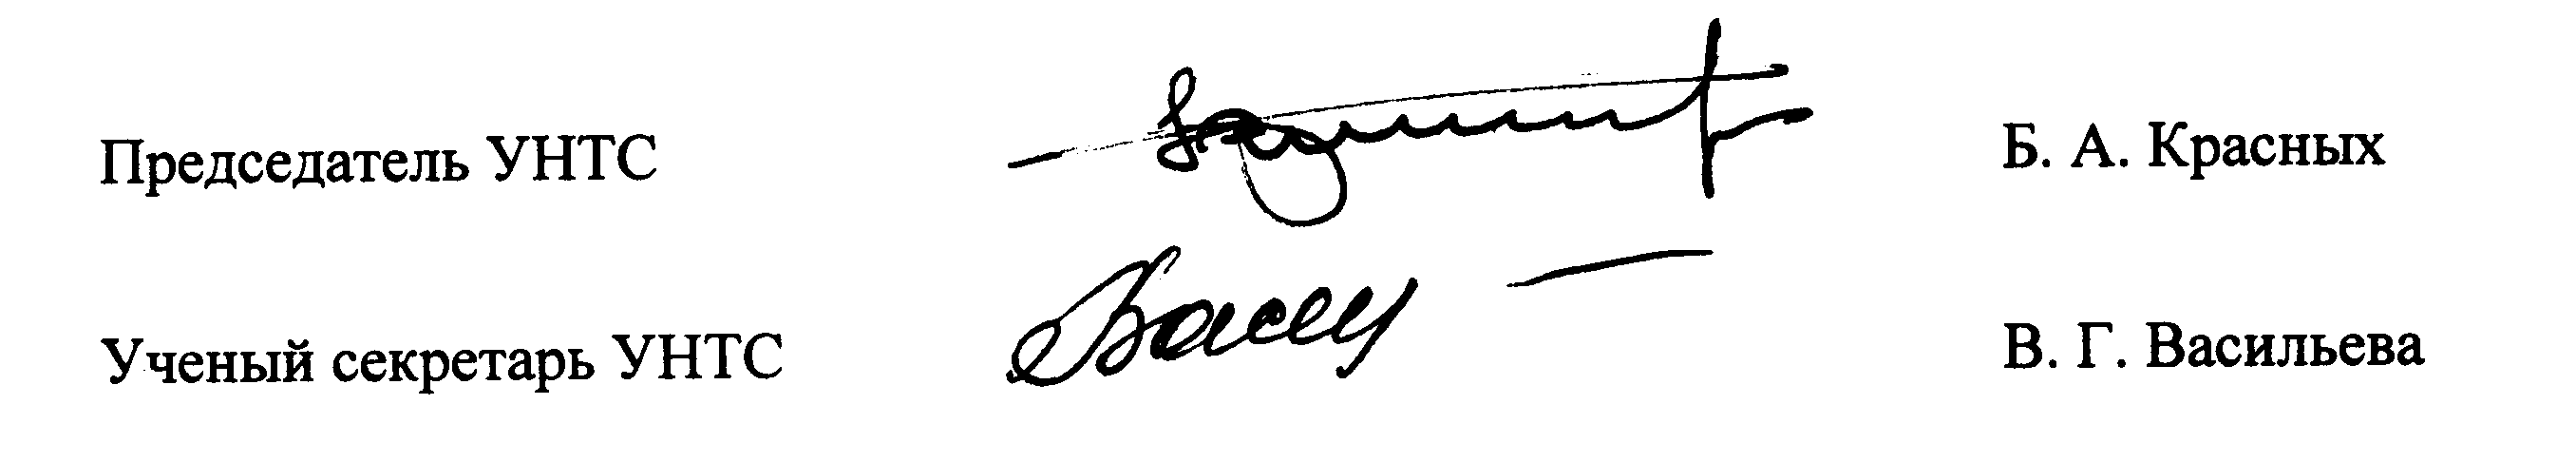 Председатель УНТС Б. А. Красных
Ученый секретарь УНТС В. Г. Васильева